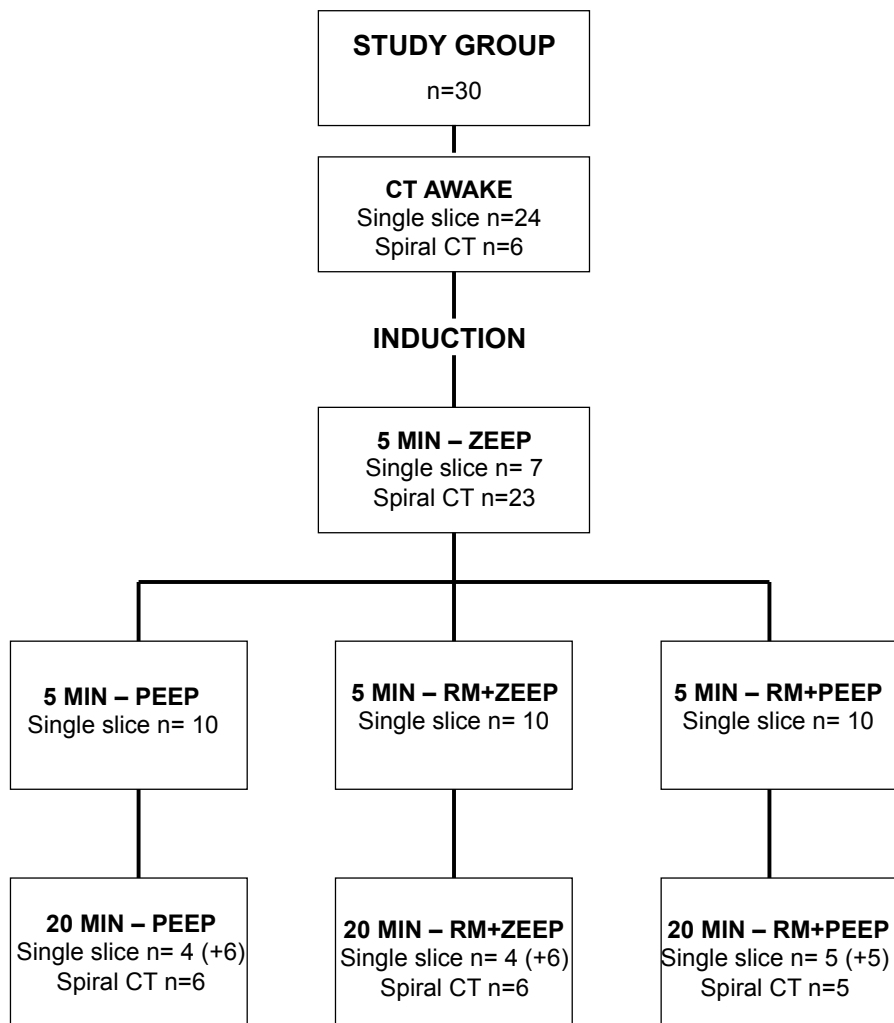 STUDY GROUP
n=30
CT AWAKE
Single slice n=24
Spiral CT n=6
INDUCTION
5 MIN – ZEEP
Single slice n= 7
Spiral CT n=23
5 MIN – PEEP
Single slice n= 10
5 MIN – RM+ZEEP
Single slice n= 10
5 MIN – RM+PEEP
Single slice n= 10
20 MIN – PEEP
Single slice n= 4 (+6)
Spiral CT n=6
20 MIN – RM+ZEEP
Single slice n= 4 (+6)
Spiral CT n=6
20 MIN – RM+PEEP
Single slice n= 5 (+5)
Spiral CT n=5